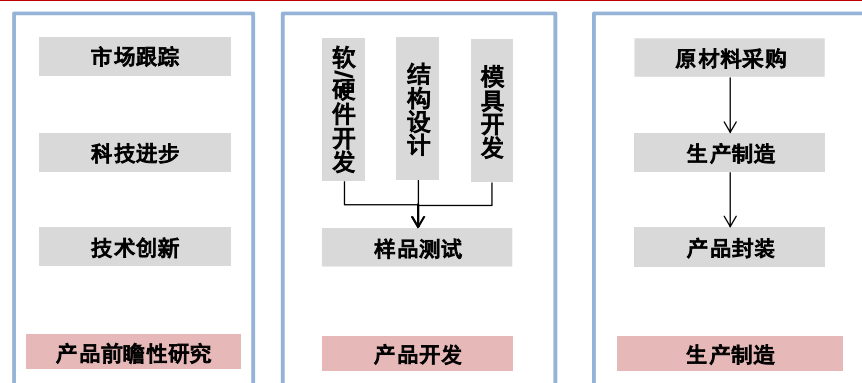 市场跟踪
科技进步
技术创新
产品前瞻性研究
软/硬件开发
结构设计
模具开发
样品测试
产品开发
原材料采购
生产制造
产品封装
生产制造